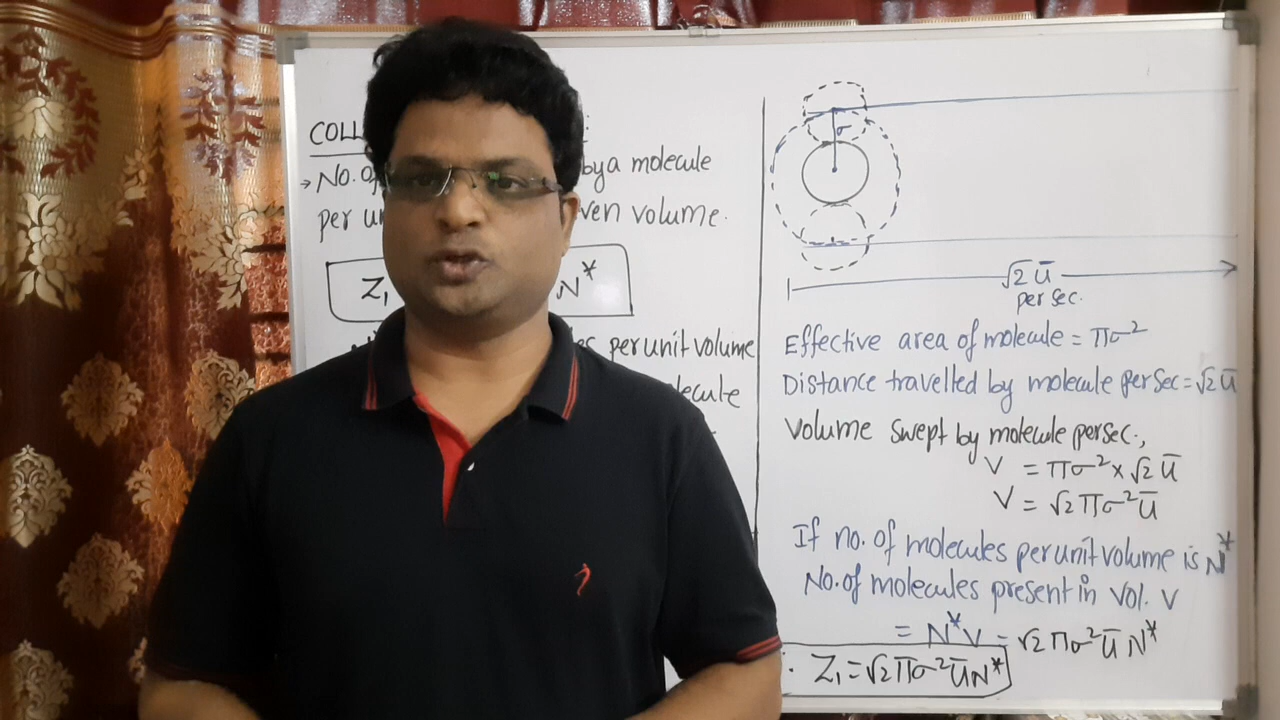 COLL
→ No. of by a molecule
per un ven volume.
Z₁ N*
es per unit volume
lecule
σ
√2 ū
per sec.
Effective area of molecule = πσ²
Distance travelled by molecule per sec = √2 ū
Volume swept by molecule per sec.,
V = πσ² × √2 ū
V = √2 πσ² ū
If no. of molecules per unit volume is N*
No. of molecules present in vol. V
= N*V = √2 πσ² ū N*
∴ Z₁ = √2 πσ² ū N*